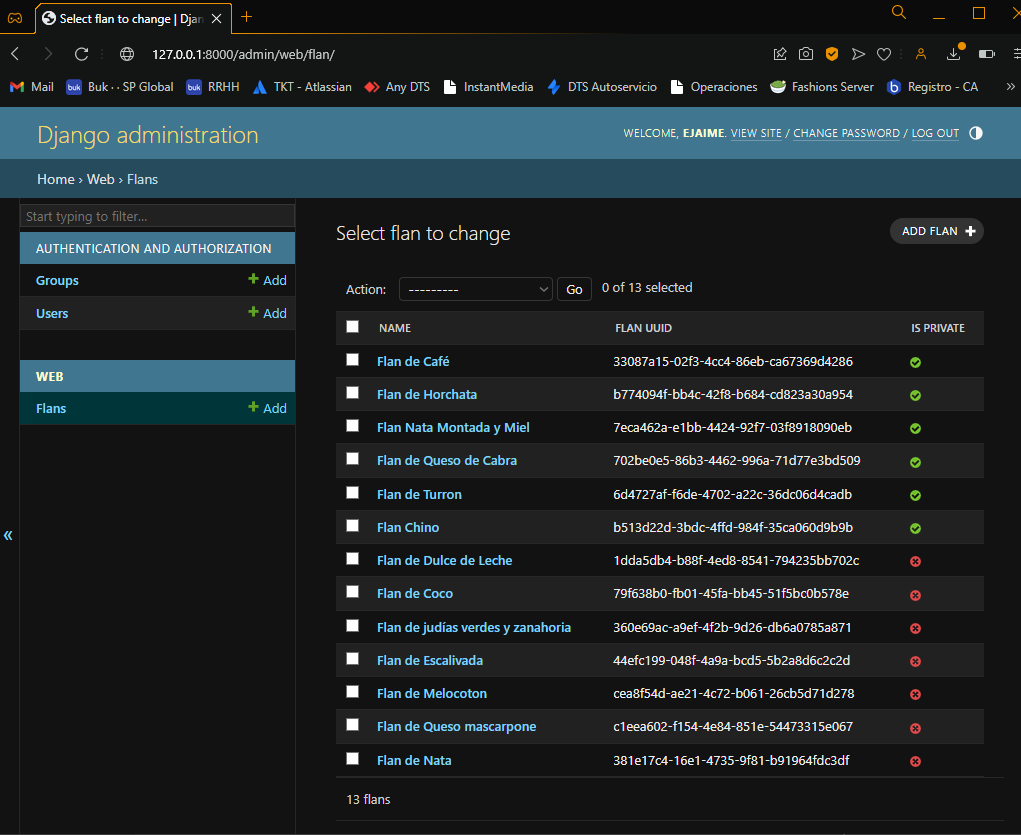 Select flan to change | Djan
127.0.0.1:8000/admin/web/flan/
Mail
buk Buk · · SP Global
buk RRHH
TKT - Atlassian
Any DTS
InstantMedia
DTS Autoservicio
Operaciones
Fashions Server
b Registro - CA
»
Django administration
WELCOME, EJAIME. VIEW SITE / CHANGE PASSWORD / LOG OUT
Home › Web › Flans
Start typing to filter...
AUTHENTICATION AND AUTHORIZATION
Groups + Add
Users + Add
WEB
Flans + Add
«
Select flan to change
ADD FLAN +
Action: --------- Go 0 of 13 selected
NAME FLAN UUID IS PRIVATE
Flan de Café 33087a15-02f3-4cc4-86eb-ca67369d4286
Flan de Horchata b774094f-bb4c-42f8-b684-cd823a30a954
Flan Nata Montada y Miel 7eca462a-e1bb-4424-92f7-03f8918090eb
Flan de Queso de Cabra 702be0e5-86b3-4462-996a-71d77e3bd509
Flan de Turron 6d4727af-f6de-4702-a22c-36dc06d4cadb
Flan Chino b513d22d-3bdc-4ffd-984f-35ca060d9b9b
Flan de Dulce de Leche 1dda5db4-b88f-4ed8-8541-794235bb702c
Flan de Coco 79f638b0-fb01-45fa-bb45-51f5bc0b578e
Flan de judías verdes y zanahoria 360e69ac-a9ef-4f2b-9d26-db6a0785a871
Flan de Escalivada 44efc199-048f-4a9a-bcd5-5b2a8d6c2c2d
Flan de Melocoton cea8f54d-ae21-4c72-b061-26cb5d71d278
Flan de Queso mascarpone c1eea602-f154-4e84-851e-54473315e067
Flan de Nata 381e17c4-16e1-4735-9f81-b91964fdc3df
13 flans